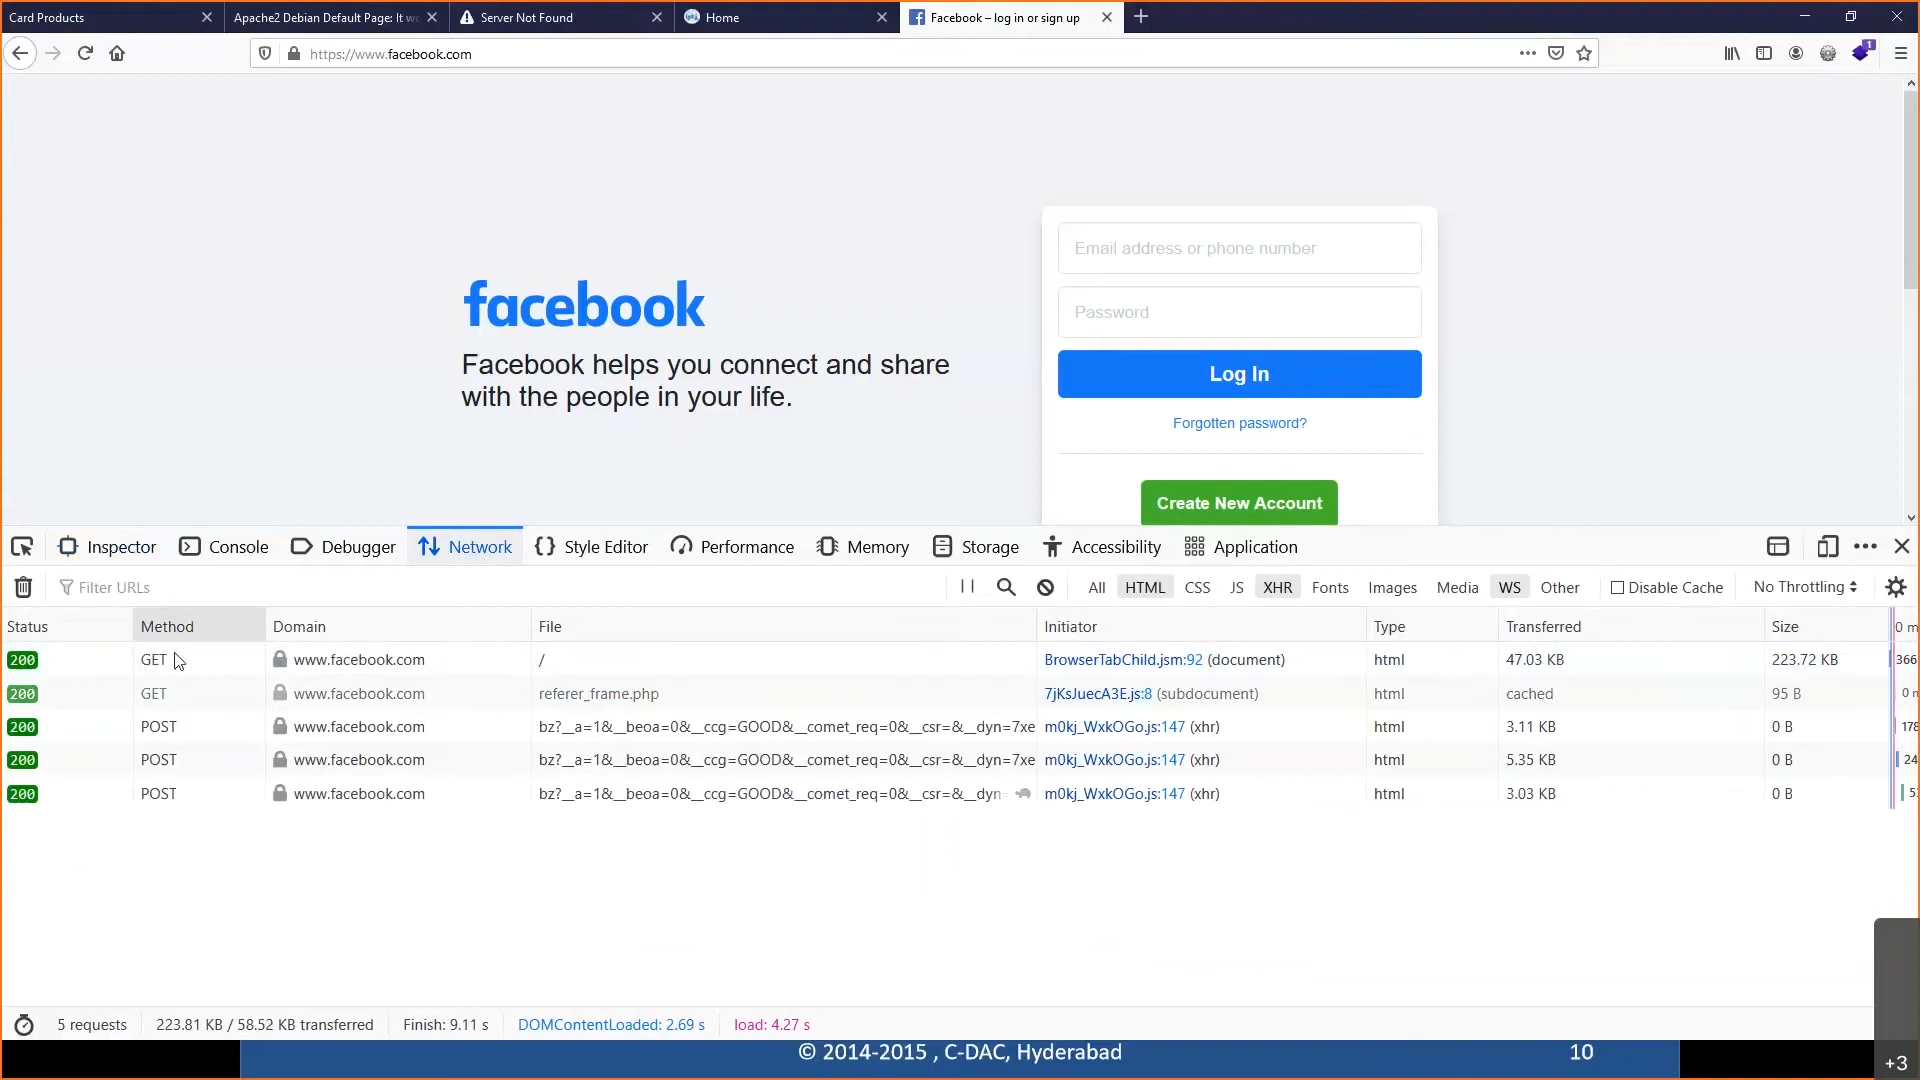 Card Products
Apache2 Debian Default Page: It wo
Server Not Found
Home
Facebook – log in or sign up
https://www.facebook.com
1
facebook
Facebook helps you connect and share
with the people in your life.
Email address or phone number
Password
Log In
Forgotten password?
Create New Account
Inspector Console Debugger Network Style Editor Performance Memory Storage Accessibility Application
Filter URLs
All HTML CSS JS XHR Fonts Images Media WS Other Disable Cache No Throttling
Status Method Domain File Initiator Type Transferred Size 0 m
200 GET www.facebook.com / BrowserTabChild.jsm:92 (document) html 47.03 KB 223.72 KB 366
200 GET www.facebook.com referer_frame.php 7jKsJuecA3E.js:8 (subdocument) html cached 95 B 0 m
200 POST www.facebook.com bz?__a=1&__beoa=0&__ccg=GOOD&__comet_req=0&__csr=&__dyn=7xe m0kj_WxkOGo.js:147 (xhr) html 3.11 KB 0 B 178
200 POST www.facebook.com bz?__a=1&__beoa=0&__ccg=GOOD&__comet_req=0&__csr=&__dyn=7xe m0kj_WxkOGo.js:147 (xhr) html 5.35 KB 0 B 24
200 POST www.facebook.com bz?__a=1&__beoa=0&__ccg=GOOD&__comet_req=0&__csr=&__dyn= m0kj_WxkOGo.js:147 (xhr) html 3.03 KB 0 B 5
5 requests 223.81 KB / 58.52 KB transferred Finish: 9.11 s DOMContentLoaded: 2.69 s load: 4.27 s
© 2014-2015 , C-DAC, Hyderabad 10
+3